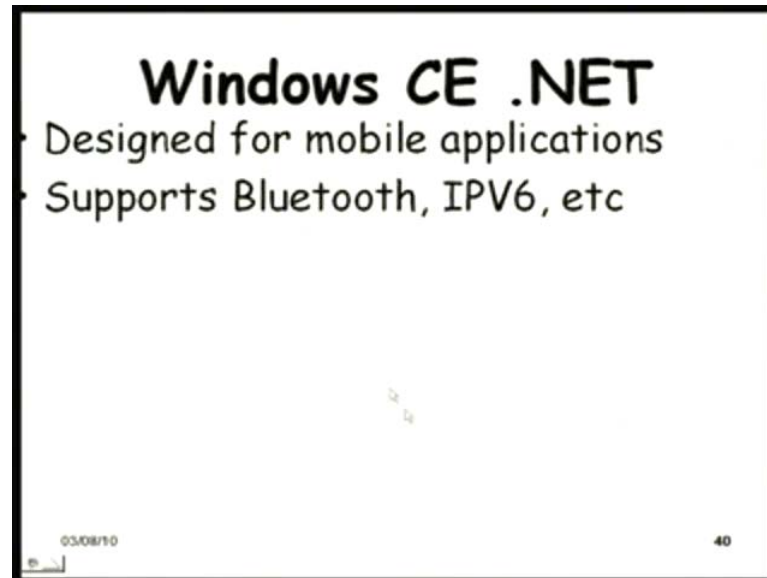 Windows CE .NET
• Designed for mobile applications
• Supports Bluetooth, IPV6, etc
03/08/10
40